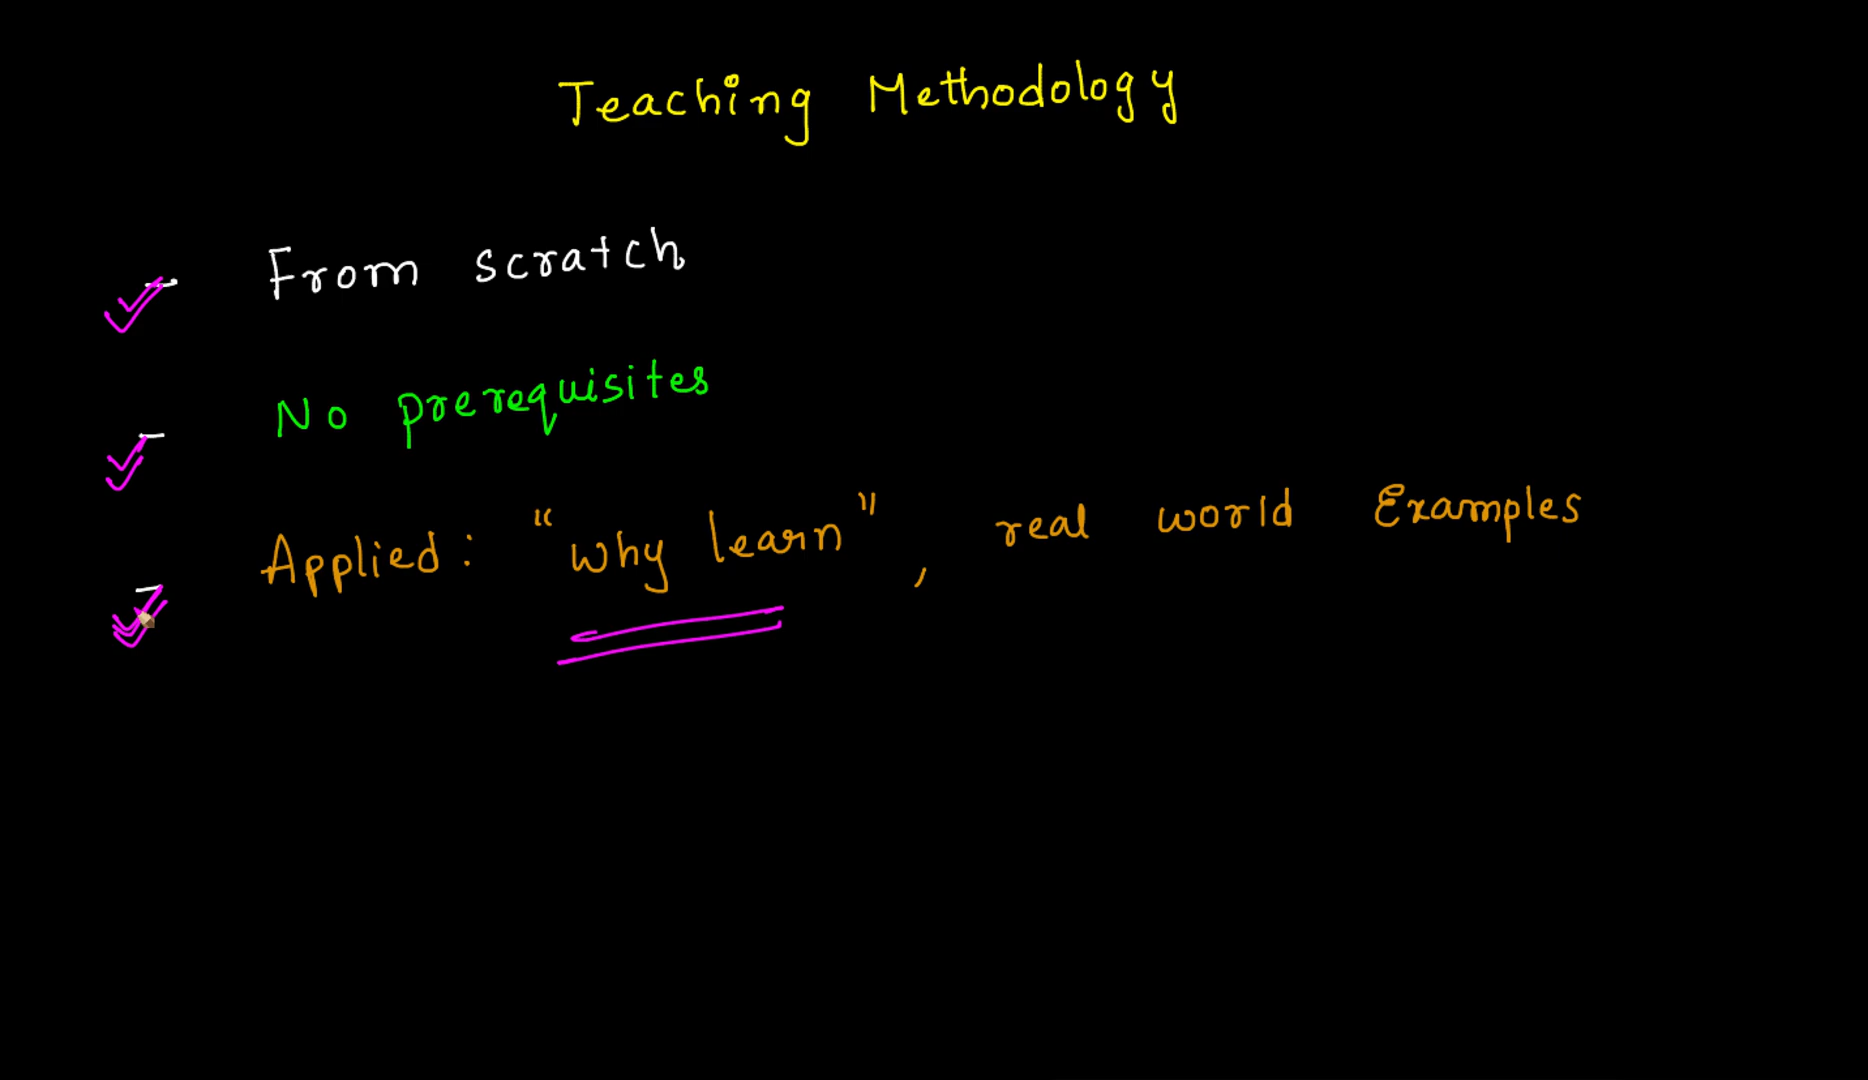 Teaching Methodology
- From scratch
- No prerequisites
- Applied: "why learn", real world Examples